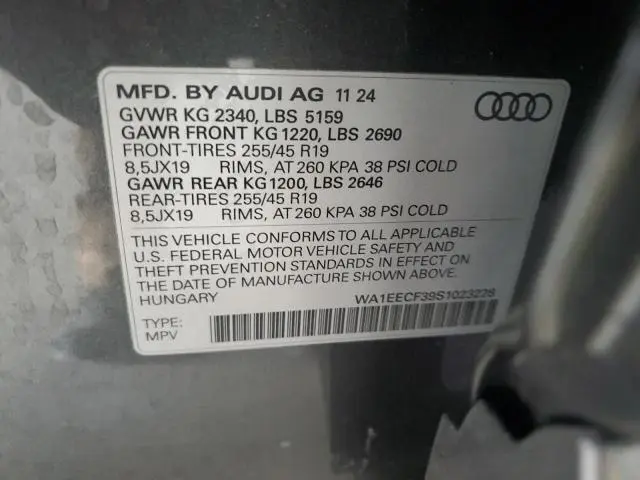 MFD. BY AUDI AG 11 24
GVWR KG 2340, LBS 5159
GAWR FRONT KG 1220, LBS 2690
FRONT-TIRES 255/45 R19
8,5JX19 RIMS, AT 260 KPA 38 PSI COLD
GAWR REAR KG1200, LBS 2646
REAR-TIRES 255/45 R19
8,5JX19 RIMS, AT 260 KPA 38 PSI COLD
THIS VEHICLE CONFORMS TO ALL APPLICABLE
U.S. FEDERAL MOTOR VEHICLE SAFETY AND
THEFT PREVENTION STANDARDS IN EFFECT ON
THE DATE OF MANUFACTURE SHOWN ABOVE.
HUNGARY WA1EECF39S1023228
TYPE:
MPV